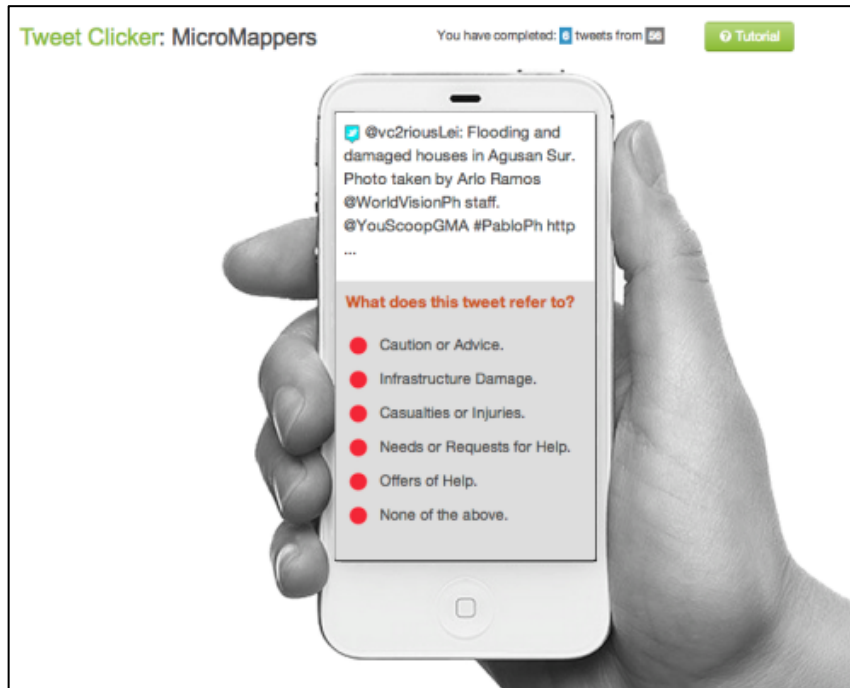 Tweet Clicker: MicroMappers
You have completed: 6 tweets from 56
Tutorial
@vc2riousLei: Flooding and
damaged houses in Agusan Sur.
Photo taken by Arlo Ramos
@WorldVisionPh staff.
@YouScoopGMA #PabloPh http
...
What does this tweet refer to?
Caution or Advice.
Infrastructure Damage.
Casualties or Injuries.
Needs or Requests for Help.
Offers of Help.
None of the above.